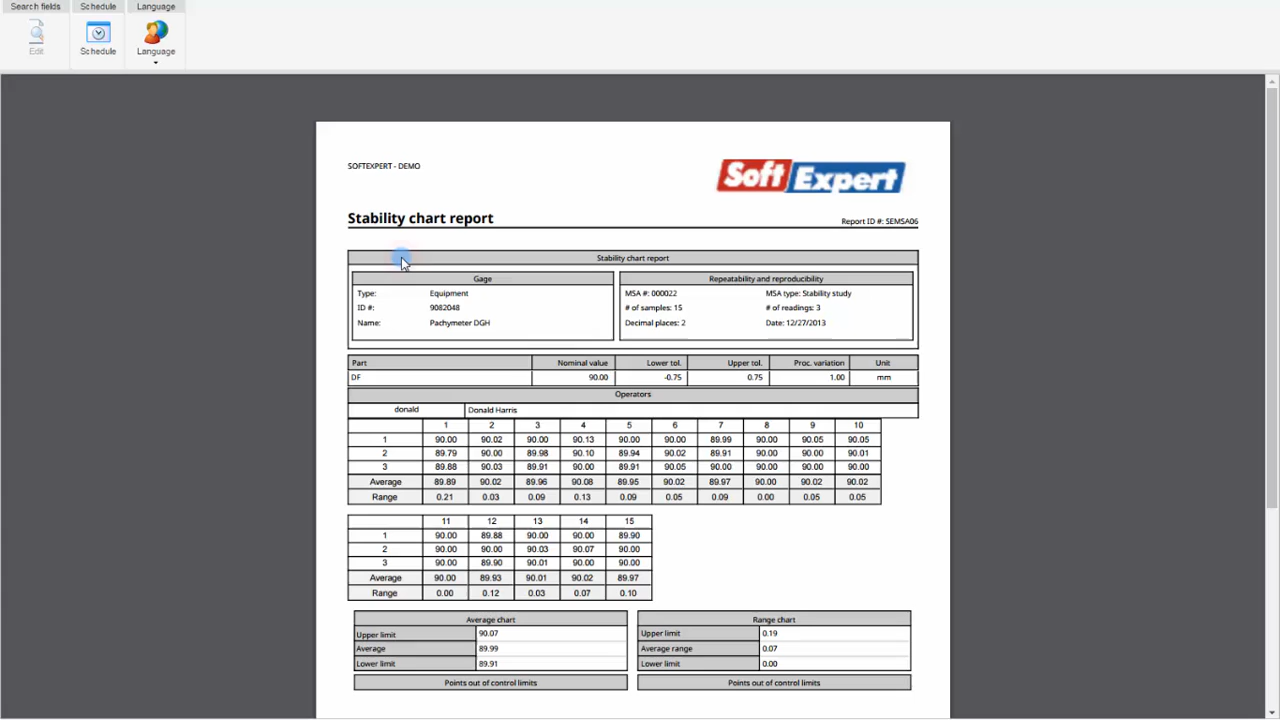 Search fields Schedule Language
Edit Schedule Language
SOFTEXPERT - DEMO
Soft Expert
Stability chart report
Report ID #: SEMSA06
Stability chart report
Gage Repeatability and reproducibility
Type: Equipment MSA #: 000022 MSA type: Stability study
ID #: 9082048 # of samples: 15 # of readings: 3
Name: Pachymeter DGH Decimal places: 2 Date: 12/27/2013
Part Nominal value Lower tol. Upper tol. Proc. variation Unit
DF 90.00 -0.75 0.75 1.00 mm
Operators
donald Donald Harris
1 2 3 4 5 6 7 8 9 10
1 90.00 90.02 90.00 90.13 90.00 90.00 89.99 90.00 90.05 90.05
2 89.79 90.00 89.98 90.10 89.94 90.02 89.91 90.00 90.00 90.01
3 89.88 90.03 89.91 90.00 89.91 90.05 90.00 90.00 90.00 90.00
Average 89.89 90.02 89.96 90.08 89.95 90.02 89.97 90.00 90.02 90.02
Range 0.21 0.03 0.09 0.13 0.09 0.05 0.09 0.00 0.05 0.05
11 12 13 14 15
1 90.00 89.88 90.00 90.00 89.90
2 90.00 90.00 90.03 90.07 90.00
3 90.00 89.90 90.01 90.00 90.00
Average 90.00 89.93 90.01 90.02 89.97
Range 0.00 0.12 0.03 0.07 0.10
Average chart Range chart
Upper limit 90.07 Upper limit 0.19
Average 89.99 Average range 0.07
Lower limit 89.91 Lower limit 0.00
Points out of control limits Points out of control limits